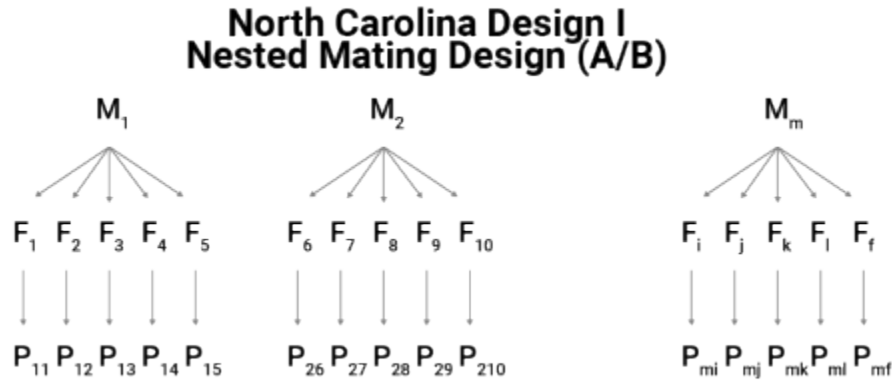 North Carolina Design I
Nested Mating Design (A/B)
M1 M2 Mm
F1 F2 F3 F4 F5 F6 F7 F8 F9 F10 Fi Fj Fk Fl Ff
P11 P12 P13 P14 P15 P26 P27 P28 P29 P210 Pmi Pmj Pmk Pml Pmf